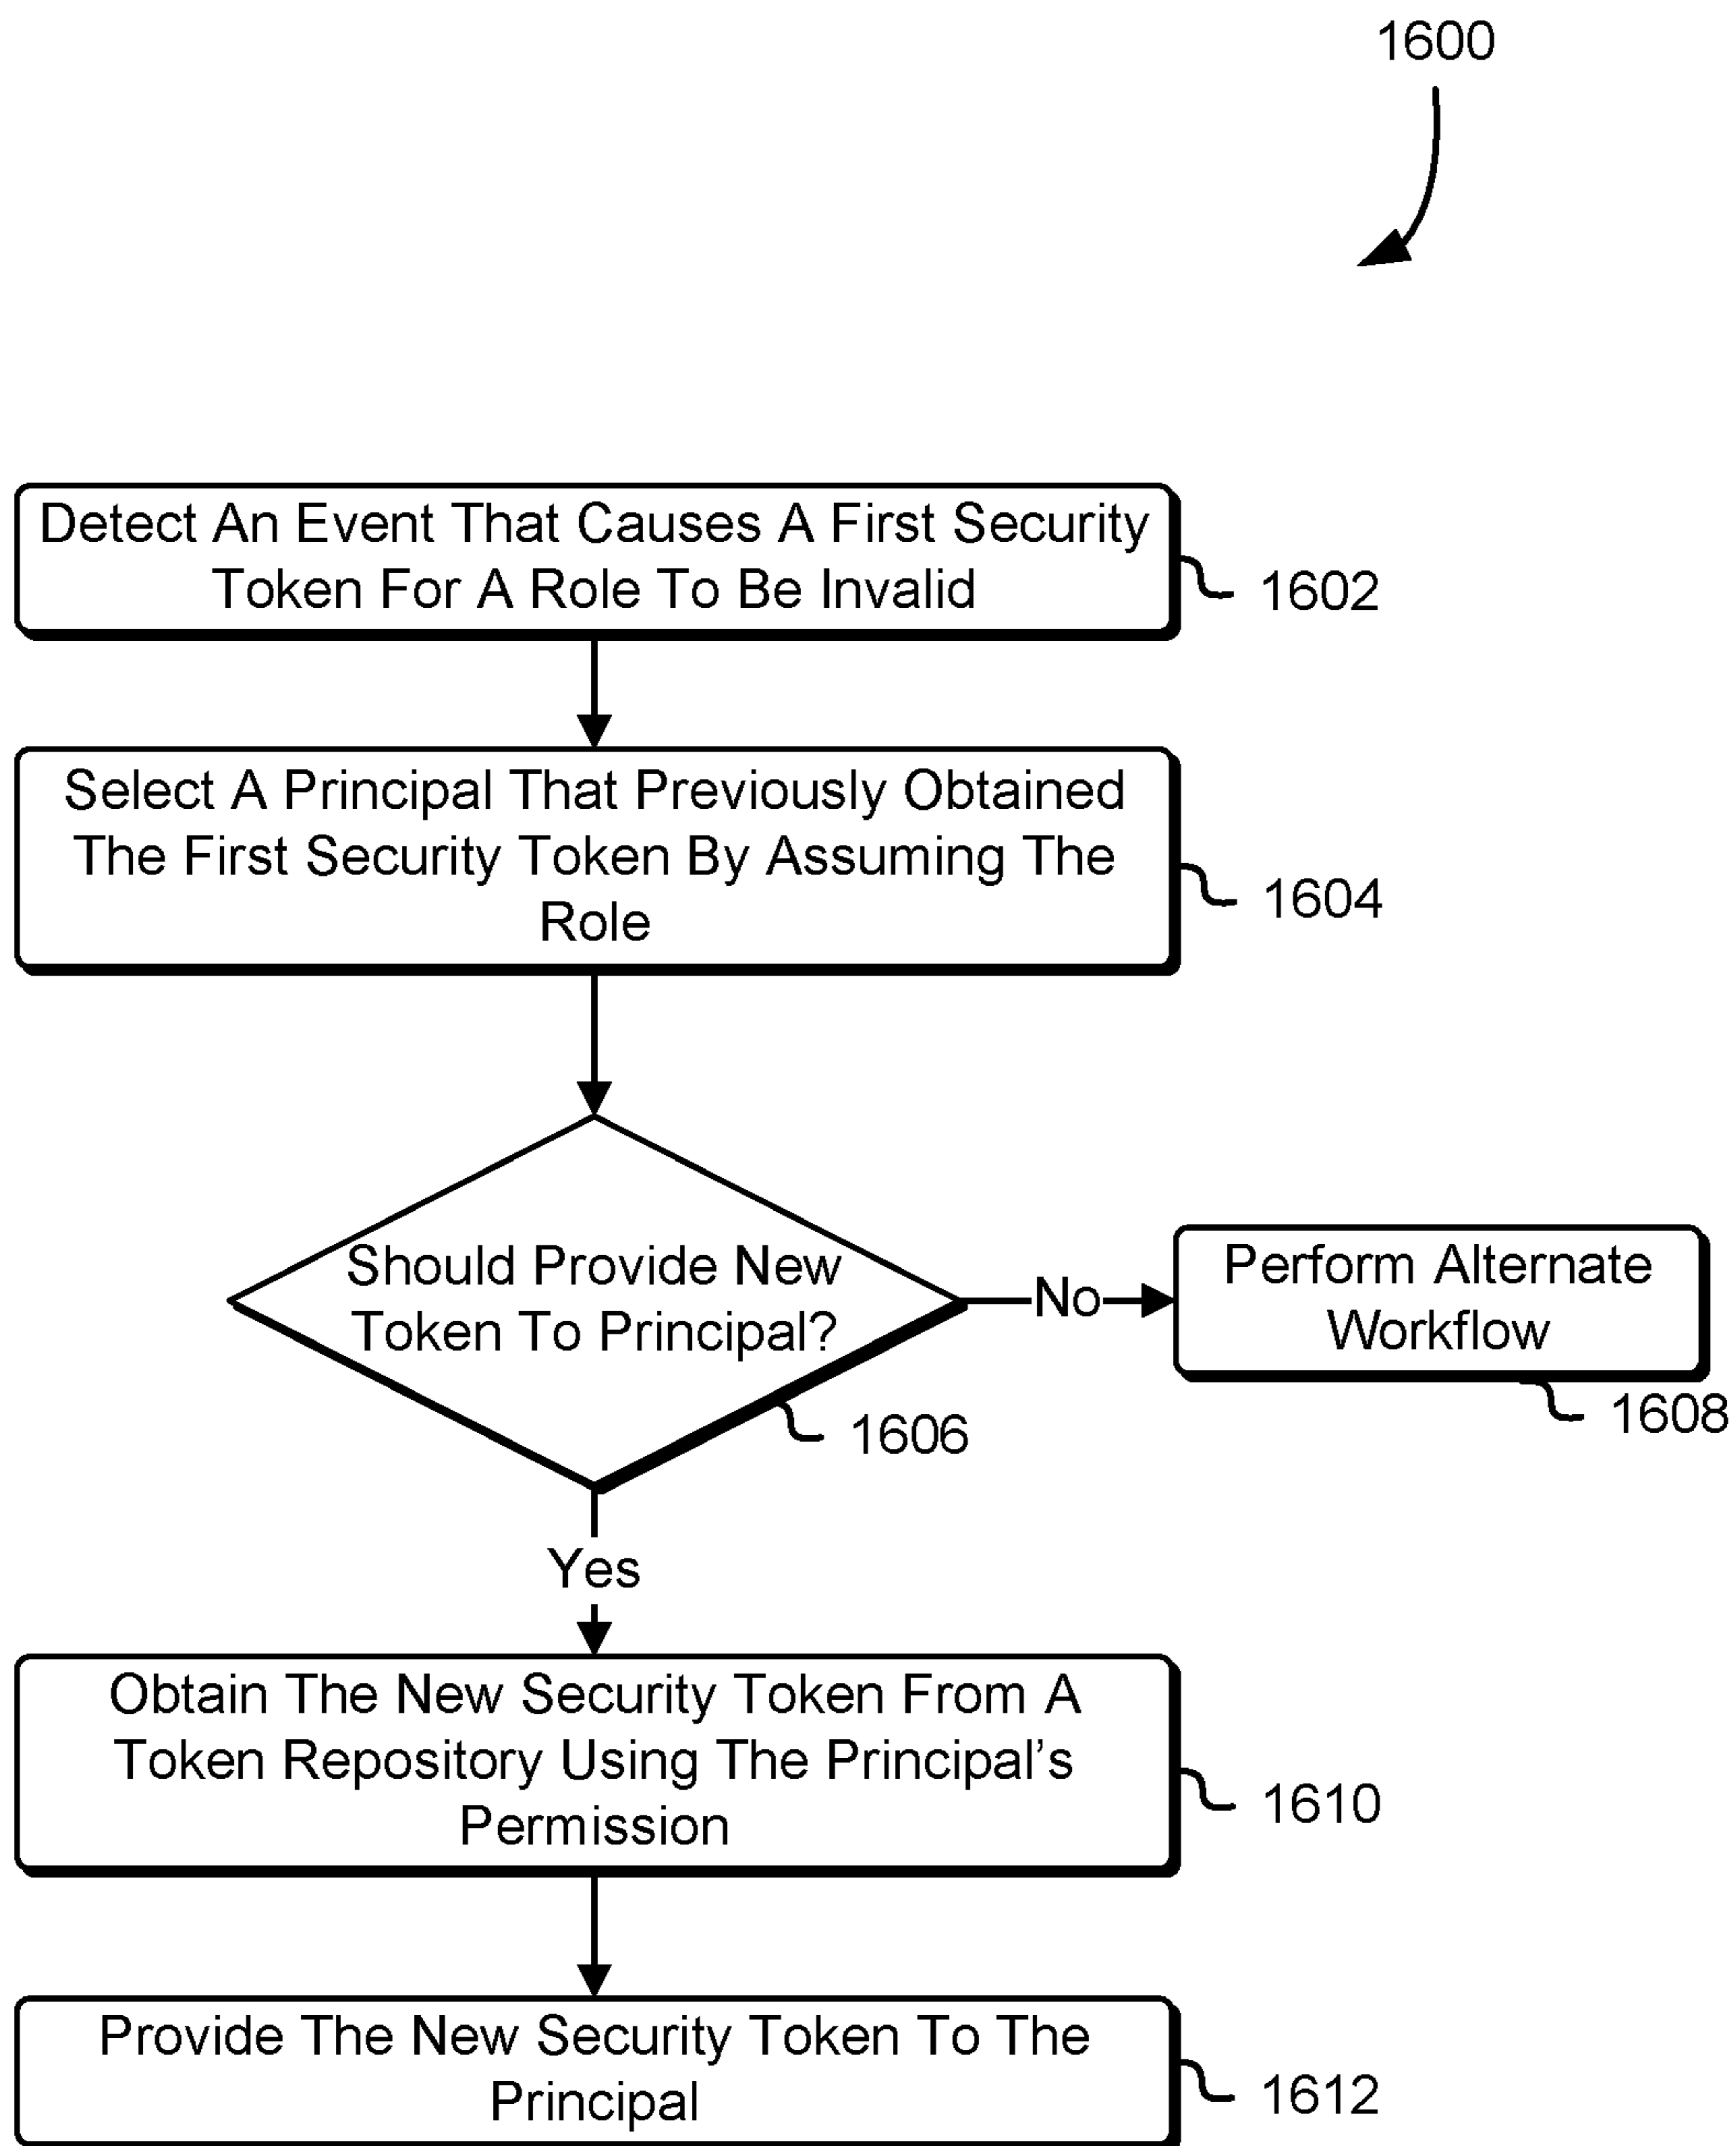 1600
Detect An Event That Causes A First Security
Token For A Role To Be Invalid
1602
Select A Principal That Previously Obtained
The First Security Token By Assuming The
Role
1604
Should Provide New
Token To Principal?
1606
No
Perform Alternate
Workflow
1608
Yes
Obtain The New Security Token From A
Token Repository Using The Principal's
Permission
1610
Provide The New Security Token To The
Principal
1612